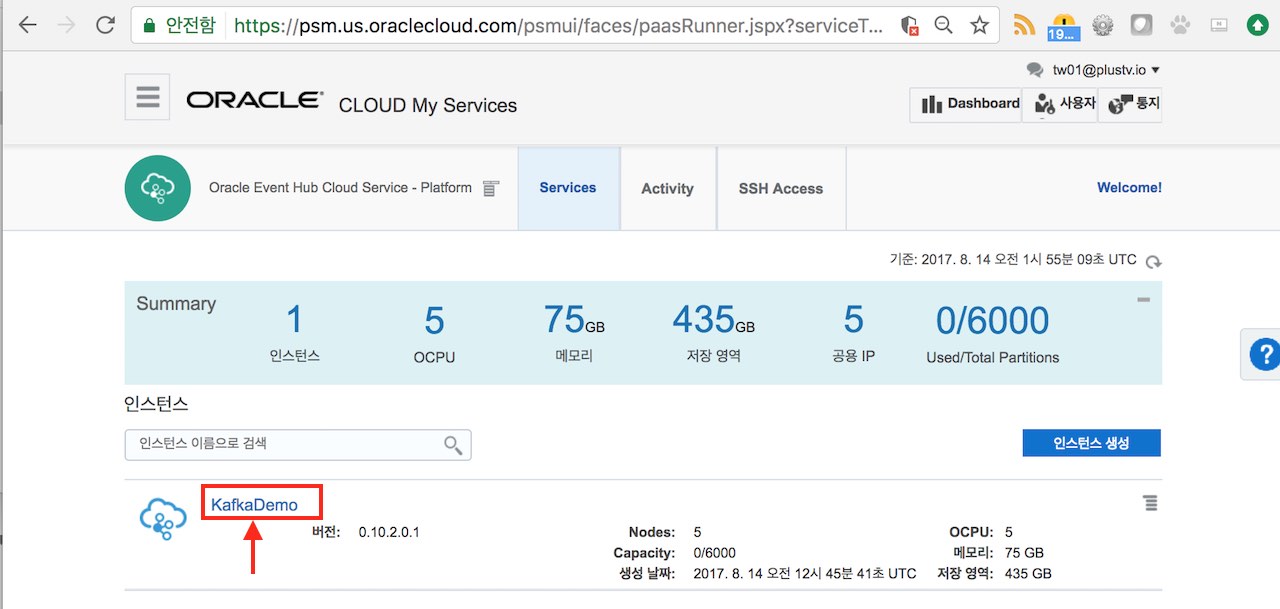 안전함 https://psm.us.oraclecloud.com/psmui/faces/paasRunner.jspx?serviceT...
19...
tw01@plustv.io
ORACLE CLOUD My Services
Dashboard 사용자 통지
Oracle Event Hub Cloud Service - Platform Services Activity SSH Access Welcome!
기준: 2017. 8. 14 오전 1시 55분 09초 UTC
Summary 1 5 75GB 435GB 5 0/6000
인스턴스 OCPU 메모리 저장 영역 공용 IP Used/Total Partitions
?
인스턴스
인스턴스 이름으로 검색 인스턴스 생성
KafkaDemo
버전: 0.10.2.0.1 Nodes: 5 OCPU: 5
Capacity: 0/6000 메모리: 75 GB
생성 날짜: 2017. 8. 14 오전 12시 45분 41초 UTC 저장 영역: 435 GB